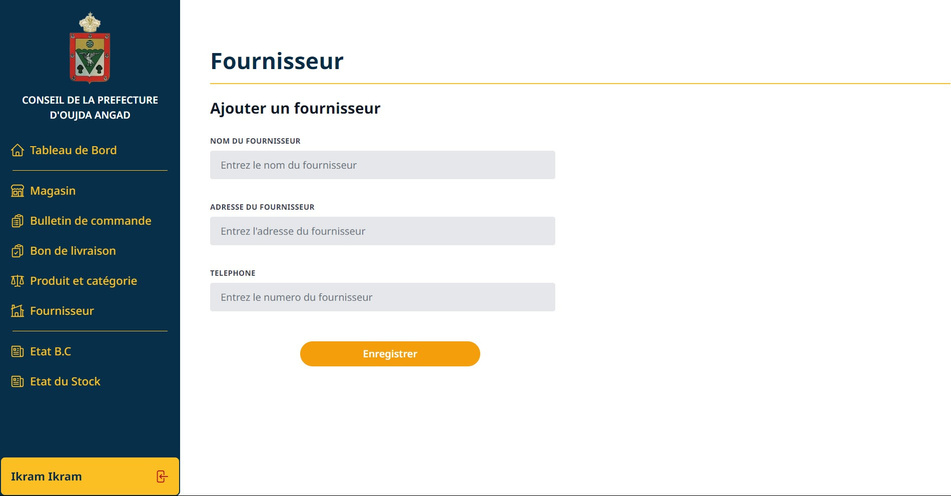 CONSEIL DE LA PREFECTURE
D'OUJDA ANGAD
Tableau de Bord
Magasin
Bulletin de commande
Bon de livraison
Produit et catégorie
Fournisseur
Etat B.C
Etat du Stock
Ikram Ikram
Fournisseur
Ajouter un fournisseur
NOM DU FOURNISSEUR
Entrez le nom du fournisseur
ADRESSE DU FOURNISSEUR
Entrez l'adresse du fournisseur
TELEPHONE
Entrez le numero du fournisseur
Enregistrer